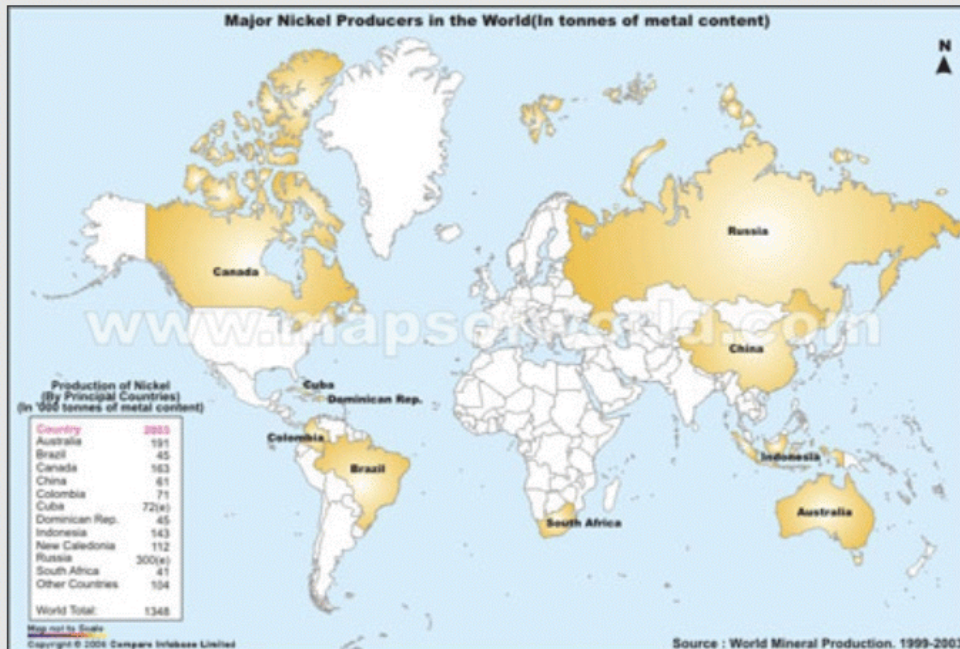 Major Nickel Producers in the World(In tonnes of metal content)
N
Russia
Canada
www.mapsofworld.com
China
Cuba
Dominican Rep.
Colombia
Brazil
Indonesia
South Africa
Australia
Production of Nickel
(By Principal Countries)
(In '000 tonnes of metal content)
Country 2003
Australia 191
Brazil 45
Canada 163
China 61
Colombia 71
Cuba 72(e)
Dominican Rep. 45
Indonesia 143
New Caledonia 112
Russia 300(e)
South Africa 41
Other Countries 104
World Total: 1348
Map not to Scale
Copyright © 2006 Compare Infobase Limited
Source : World Mineral Production. 1999-2003